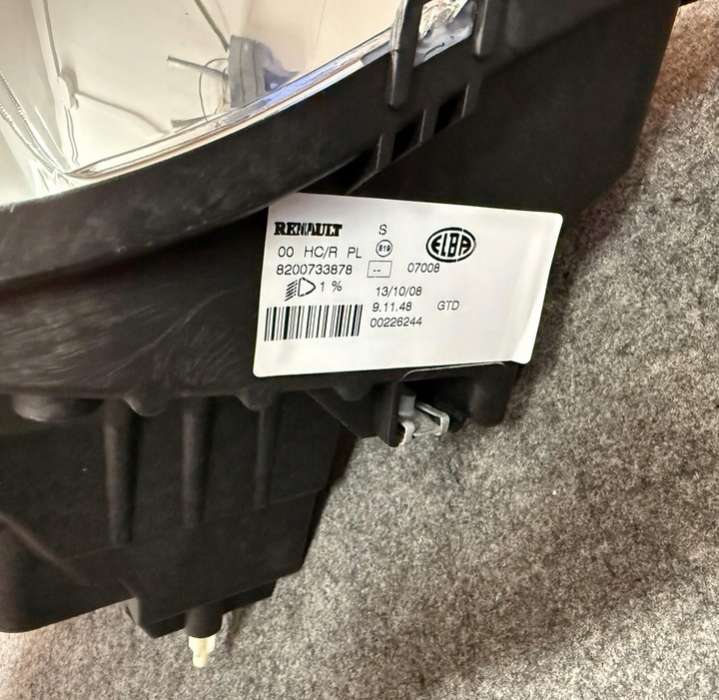 RENAULT S
00 HC/R PL E19 ELBA
8200733878 -- 07008
1 % 13/10/08
9.11.48 GTD
00226244